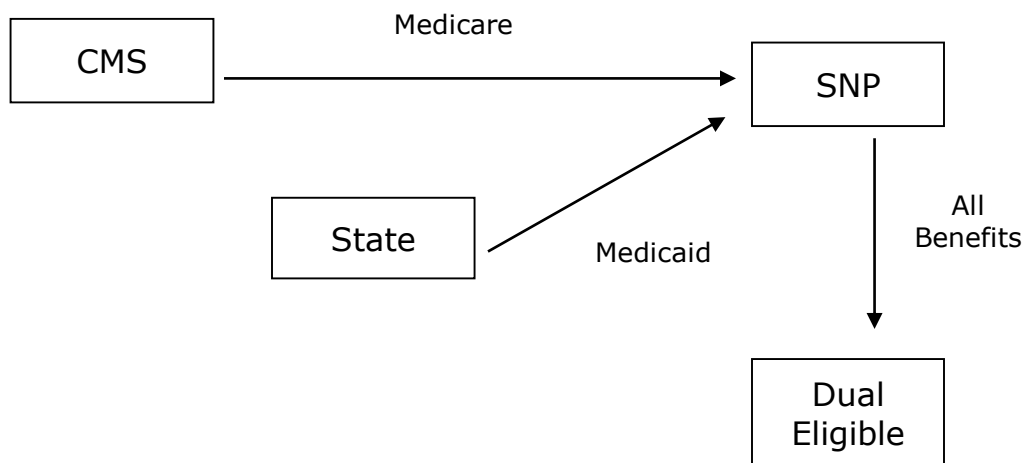 Medicare
CMS
SNP
State
Medicaid
All
Benefits
Dual
Eligible